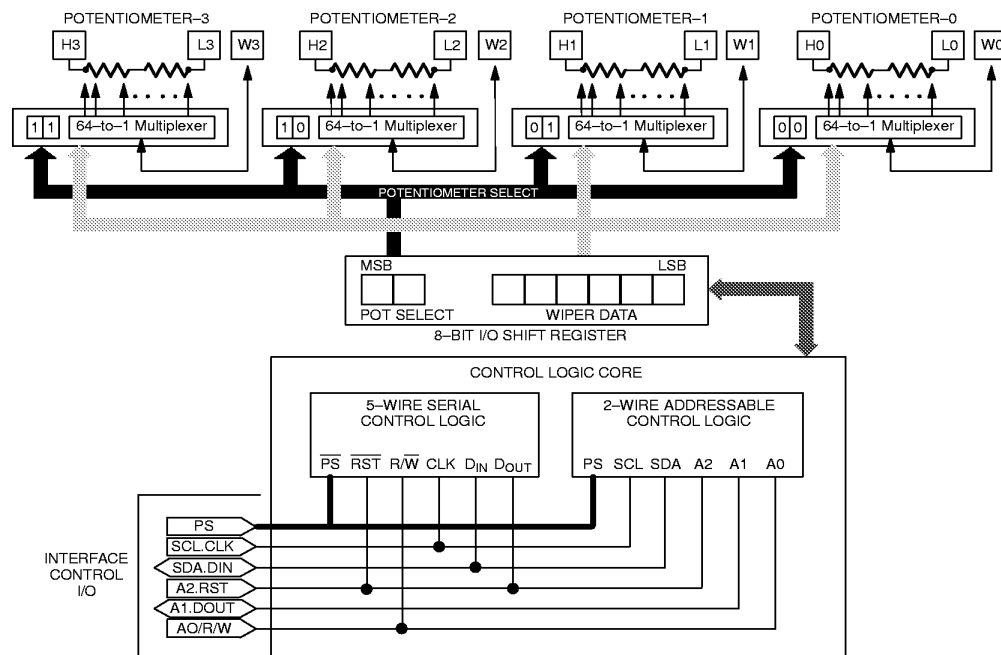 POTENTIOMETER–3 POTENTIOMETER–2 POTENTIOMETER–1 POTENTIOMETER–0
H3 L3 W3 H2 L2 W2 H1 L1 W1 H0 L0 W0
1 1 64–to–1 Multiplexer 1 0 64–to–1 Multiplexer 0 1 64–to–1 Multiplexer 0 0 64–to–1 Multiplexer
POTENTIOMETER SELECT
MSB LSB
POT SELECT WIPER DATA
8–BIT I/O SHIFT REGISTER
CONTROL LOGIC CORE
5–WIRE SERIAL
CONTROL LOGIC
2–WIRE ADDRESSABLE
CONTROL LOGIC
P̅S̅ R̅S̅T̅ R/W̅ CLK DIN DOUT PS SCL SDA A2 A1 A0
INTERFACE
CONTROL
I/O
PS
SCL.CLK
SDA.DIN
A2.RST
A1.DOUT
AO/R/W